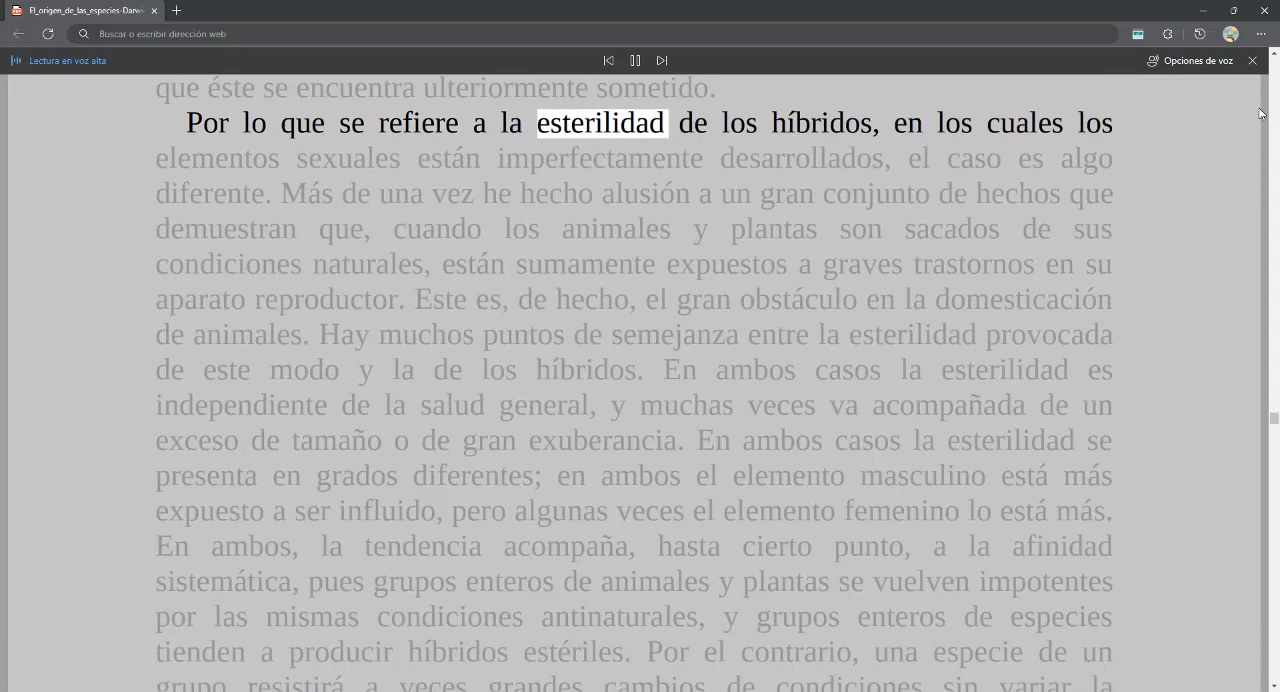 El_origen_de_las_especies-Darw
Buscar o escribir dirección web
Lectura en voz alta
Opciones de voz
que éste se encuentra ulteriormente sometido.
Por lo que se refiere a la esterilidad de los híbridos, en los cuales los
elementos sexuales están imperfectamente desarrollados, el caso es algo
diferente. Más de una vez he hecho alusión a un gran conjunto de hechos que
demuestran que, cuando los animales y plantas son sacados de sus
condiciones naturales, están sumamente expuestos a graves trastornos en su
aparato reproductor. Este es, de hecho, el gran obstáculo en la domesticación
de animales. Hay muchos puntos de semejanza entre la esterilidad provocada
de este modo y la de los híbridos. En ambos casos la esterilidad es
independiente de la salud general, y muchas veces va acompañada de un
exceso de tamaño o de gran exuberancia. En ambos casos la esterilidad se
presenta en grados diferentes; en ambos el elemento masculino está más
expuesto a ser influido, pero algunas veces el elemento femenino lo está más.
En ambos, la tendencia acompaña, hasta cierto punto, a la afinidad
sistemática, pues grupos enteros de animales y plantas se vuelven impotentes
por las mismas condiciones antinaturales, y grupos enteros de especies
tienden a producir híbridos estériles. Por el contrario, una especie de un
grupo resistirá a veces grandes cambios de condiciones sin variar la